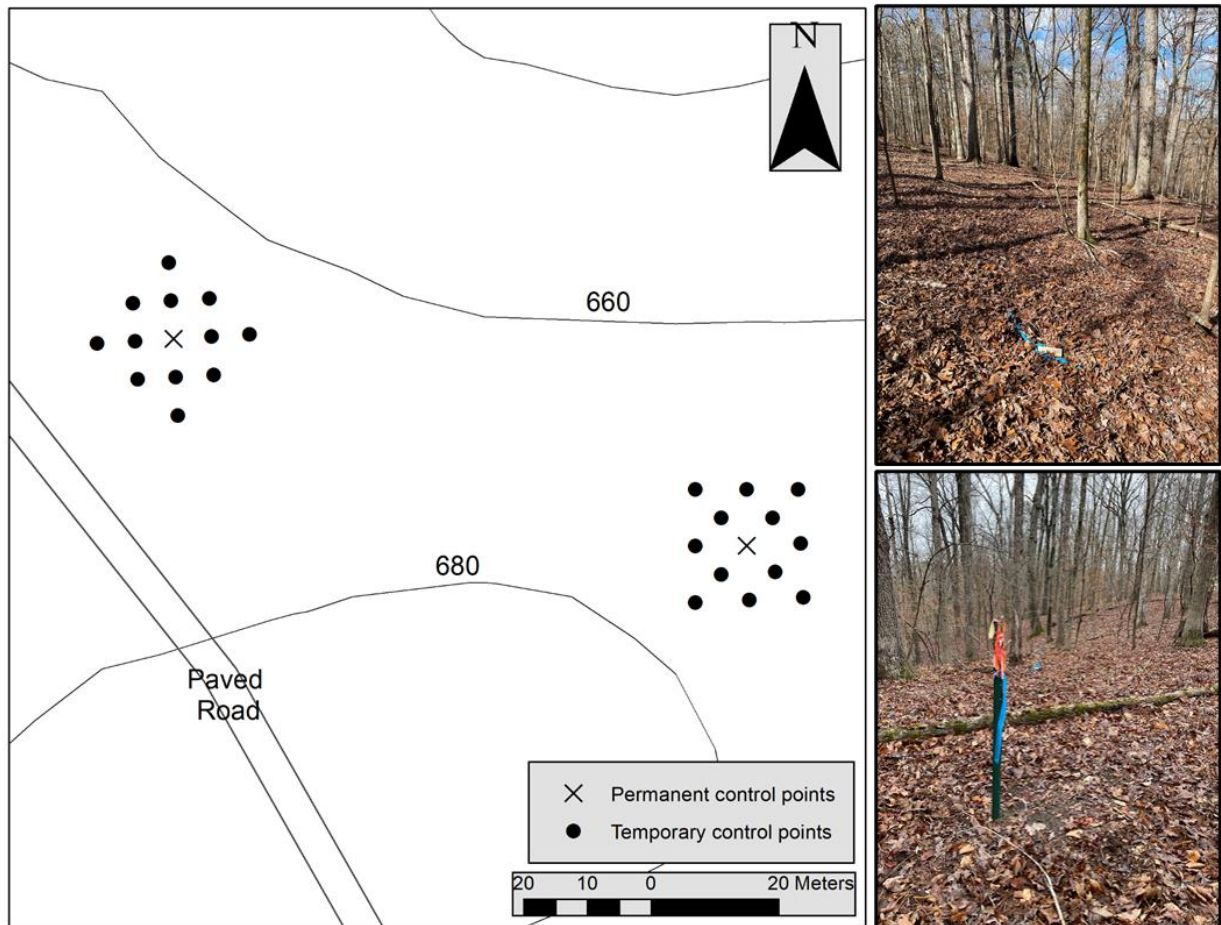 N
660
680
Paved
Road
Permanent control points
Temporary control points
20 10 0 20 Meters